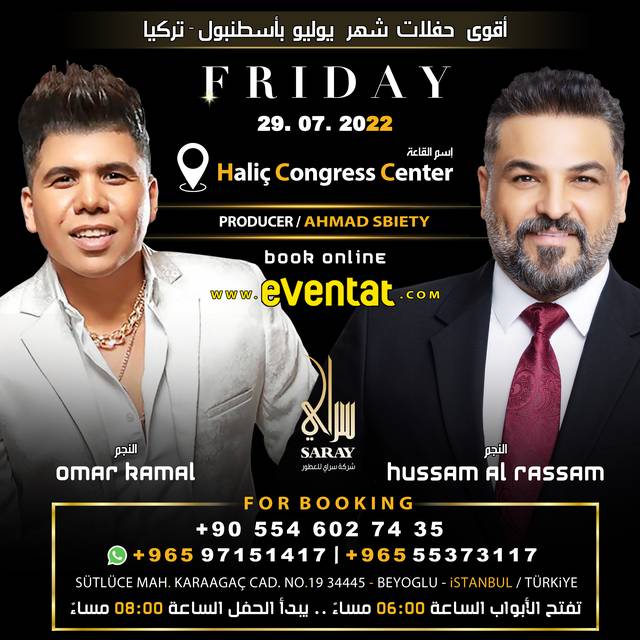 أقوى حفلات شهر يوليو بأسطنبول - تركيا
FRIDAY
29. 07. 2022
إسم القاعة
Haliç Congress Center
PRODUCER / AHMAD SBIETY
book online
www.eventat.com
سراي
SARAY
شركة سراي للعطور
النجم
OMAR KAMAL
النجم
HUSSAM AL RASSAM
FOR BOOKING
+90 554 602 74 35
+965 97151417 | +965 55373117
SÜTLÜCE MAH. KARAAGAÇ CAD. NO.19 34445 - BEYOGLU - iSTANBUL / TÜRKiYE
تفتح الأبواب الساعة 06:00 مساءً .. يبدأ الحفل الساعة 08:00 مساءً